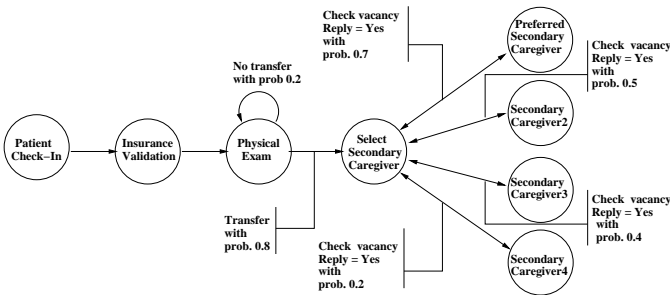 Check vacancy
Reply = Yes
with
prob. 0.7
Preferred
Secondary
Caregiver
Check vacancy
Reply = Yes
with
prob. 0.5
No transfer
with prob 0.2
Patient
Check-In
Insurance
Validation
Physical
Exam
Select
Secondary
Caregiver
Secondary
Caregiver2
Secondary
Caregiver3
Check vacancy
Reply = Yes
with
prob. 0.4
Transfer
with
prob. 0.8
Check vacancy
Reply = Yes
with
prob. 0.2
Secondary
Caregiver4